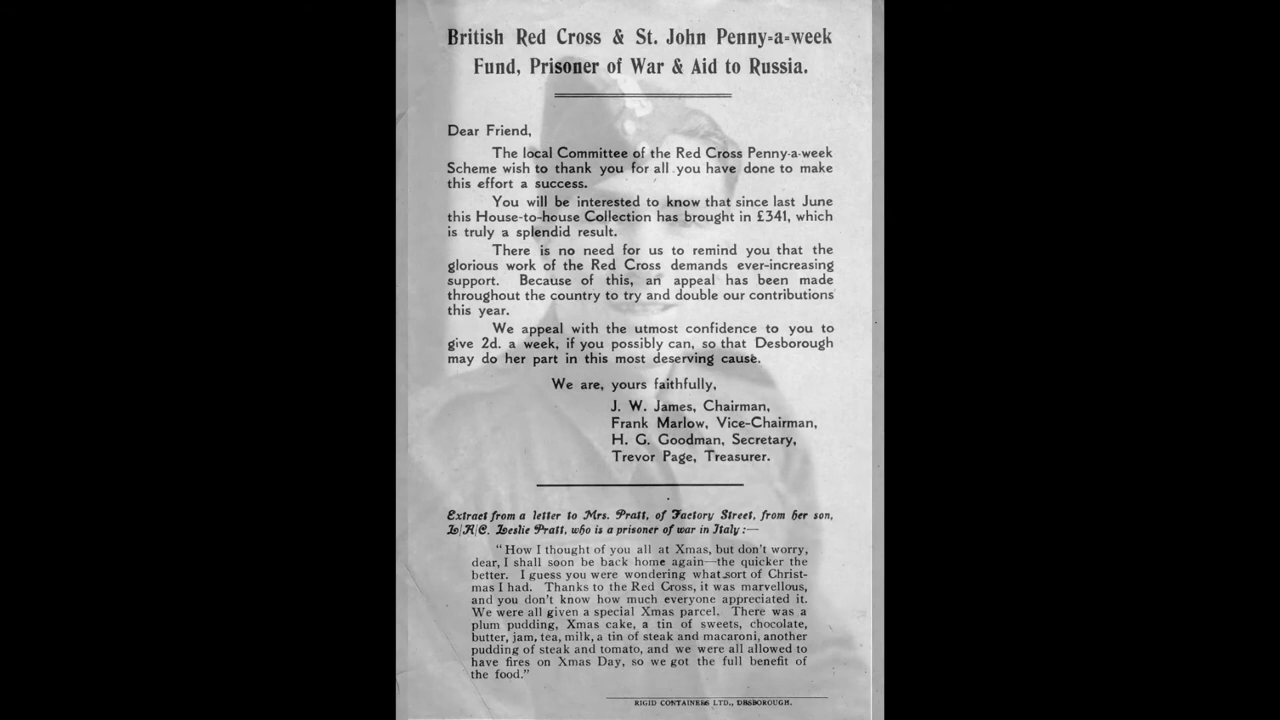 British Red Cross & St. John Penny-a-week
Fund, Prisoner of War & Aid to Russia.
Dear Friend,
The local Committee of the Red Cross Penny-a-week
Scheme wish to thank you for all you have done to make
this effort a success.
You will be interested to know that since last June
this House-to-house Collection has brought in £341, which
is truly a splendid result.
There is no need for us to remind you that the
glorious work of the Red Cross demands ever-increasing
support. Because of this, an appeal has been made
throughout the country to try and double our contributions
this year.
We appeal with the utmost confidence to you to
give 2d. a week, if you possibly can, so that Desborough
may do her part in this most deserving cause.
We are, yours faithfully,
J. W. James, Chairman,
Frank Marlow, Vice-Chairman,
H. G. Goodman, Secretary,
Trevor Page, Treasurer.
Extract from a letter to Mrs. Pratt, of Factory Street, from her son,
L/A/C. Leslie Pratt, who is a prisoner of war in Italy :—
"How I thought of you all at Xmas, but don't worry,
dear, I shall soon be back home again—the quicker the
better. I guess you were wondering what sort of Christ-
mas I had. Thanks to the Red Cross, it was marvellous,
and you don't know how much everyone appreciated it.
We were all given a special Xmas parcel. There was a
plum pudding, Xmas cake, a tin of sweets, chocolate,
butter, jam, tea, milk, a tin of steak and macaroni, another
pudding of steak and tomato, and we were all allowed to
have fires on Xmas Day, so we got the full benefit of
the food."
RIGID CONTAINERS LTD., DESBOROUGH.